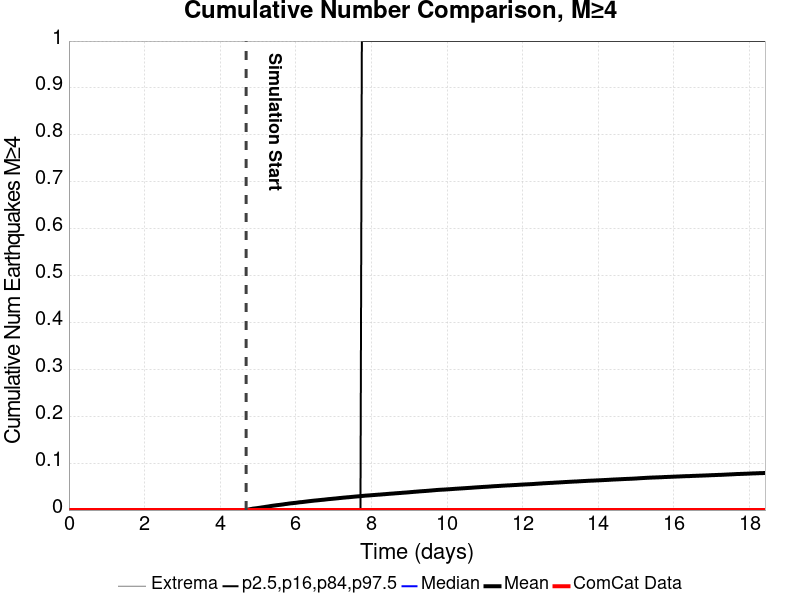 Cumulative Number Comparison, M≥4
Cumulative Num Earthquakes M≥4
1
0.9
0.8
0.7
0.6
0.5
0.4
0.3
0.2
0.1
0
Simulation Start
0 2 4 6 8 10 12 14 16 18
Time (days)
Extrema p2.5,p16,p84,p97.5 Median Mean ComCat Data